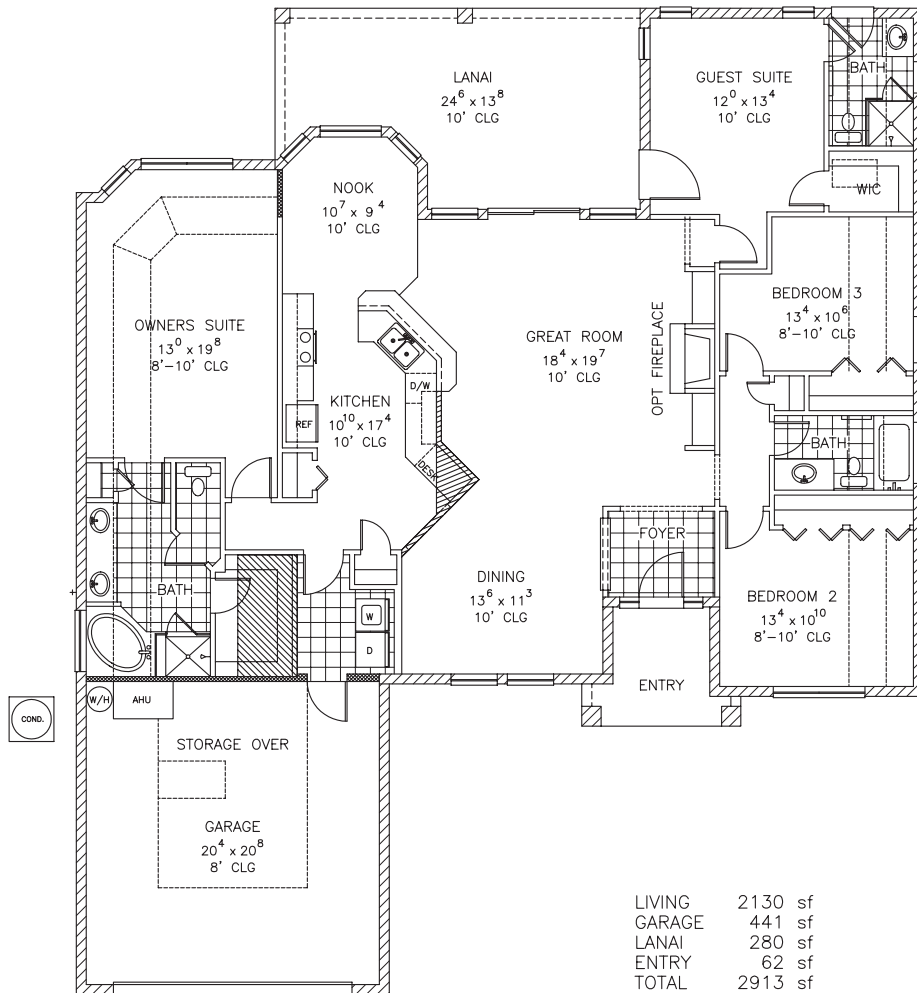 LANAI
24⁶ x 13⁸
10' CLG
GUEST SUITE
12⁰ x 13⁴
10' CLG
BATH
WIC
NOOK
10⁷ x 9⁴
10' CLG
OWNERS SUITE
13⁰ x 19⁸
8'-10' CLG
GREAT ROOM
18⁴ x 19⁷
10' CLG
OPT FIREPLACE
BEDROOM 3
13⁴ x 10⁶
8'-10' CLG
D/W
KITCHEN
10¹⁰ x 17⁴
10' CLG
REF
DESK
BATH
FOYER
BATH
DINING
13⁶ x 11³
10' CLG
BEDROOM 2
13⁴ x 10¹⁰
8'-10' CLG
W
D
ENTRY
W/H
AHU
COND.
STORAGE OVER
GARAGE
20⁴ x 20⁸
8' CLG
LIVING 2130 sf
GARAGE 441 sf
LANAI 280 sf
ENTRY 62 sf
TOTAL 2913 sf